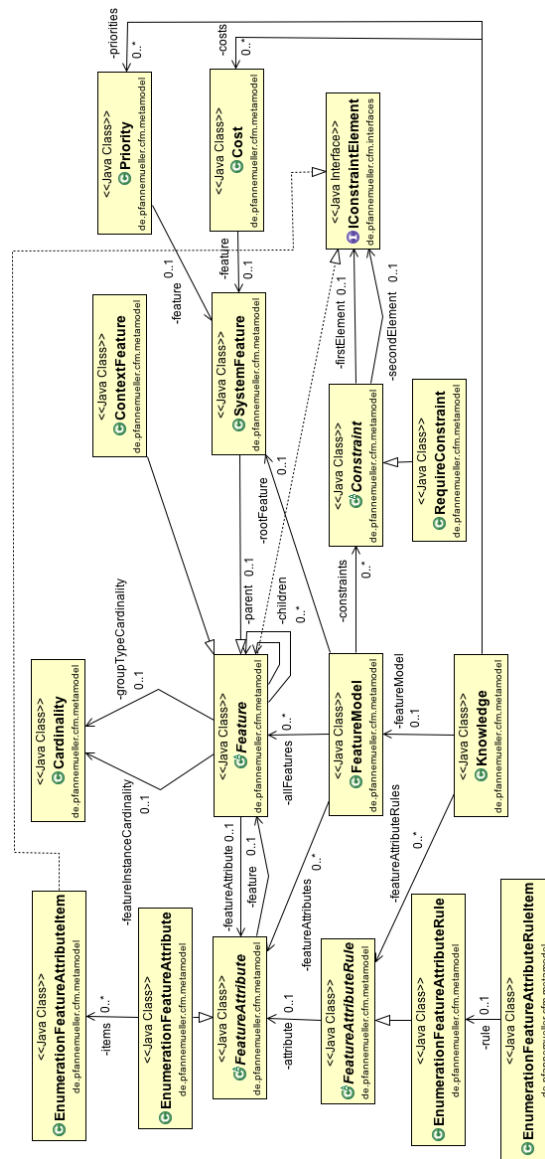 <<Java Class>>
EnumerationFeatureAttributeItem
de.pfannemueller.cfm.metamodel
<<Java Class>>
Cardinality
de.pfannemueller.cfm.metamodel
-priorities
0..*
-items 0..*
-featureInstanceCardinality
0..1
-groupTypeCardinality
0..1
<<Java Class>>
ContextFeature
de.pfannemueller.cfm.metamodel
<<Java Class>>
Priority
de.pfannemueller.cfm.metamodel
<<Java Class>>
EnumerationFeatureAttribute
de.pfannemueller.cfm.metamodel
-feature 0..1
-costs
0..*
<<Java Class>>
FeatureAttribute
de.pfannemueller.cfm.metamodel
-featureAttribute 0..1
-feature 0..1
<<Java Class>>
Feature
de.pfannemueller.cfm.metamodel
-parent 0..1
-children
0..*
<<Java Class>>
SystemFeature
de.pfannemueller.cfm.metamodel
-feature
0..1
<<Java Class>>
Cost
de.pfannemueller.cfm.metamodel
-attribute 0..1
-featureAttributes
0..*
-allFeatures 0..*
-rootFeature 0..1
<<Java Class>>
FeatureAttributeRule
de.pfannemueller.cfm.metamodel
<<Java Class>>
FeatureModel
de.pfannemueller.cfm.metamodel
-constraints
0..*
<<Java Class>>
Constraint
de.pfannemueller.cfm.metamodel
-firstElement 0..1
-secondElement 0..1
<<Java Interface>>
IConstraintElement
de.pfannemueller.cfm.interfaces
-featureAttributeRules
0..*
-featureModel
0..1
<<Java Class>>
EnumerationFeatureAttributeRule
de.pfannemueller.cfm.metamodel
<<Java Class>>
Knowledge
de.pfannemueller.cfm.metamodel
<<Java Class>>
RequireConstraint
de.pfannemueller.cfm.metamodel
-rule 0..1
<<Java Class>>
EnumerationFeatureAttributeRuleItem
de.pfannemueller.cfm.metamodel